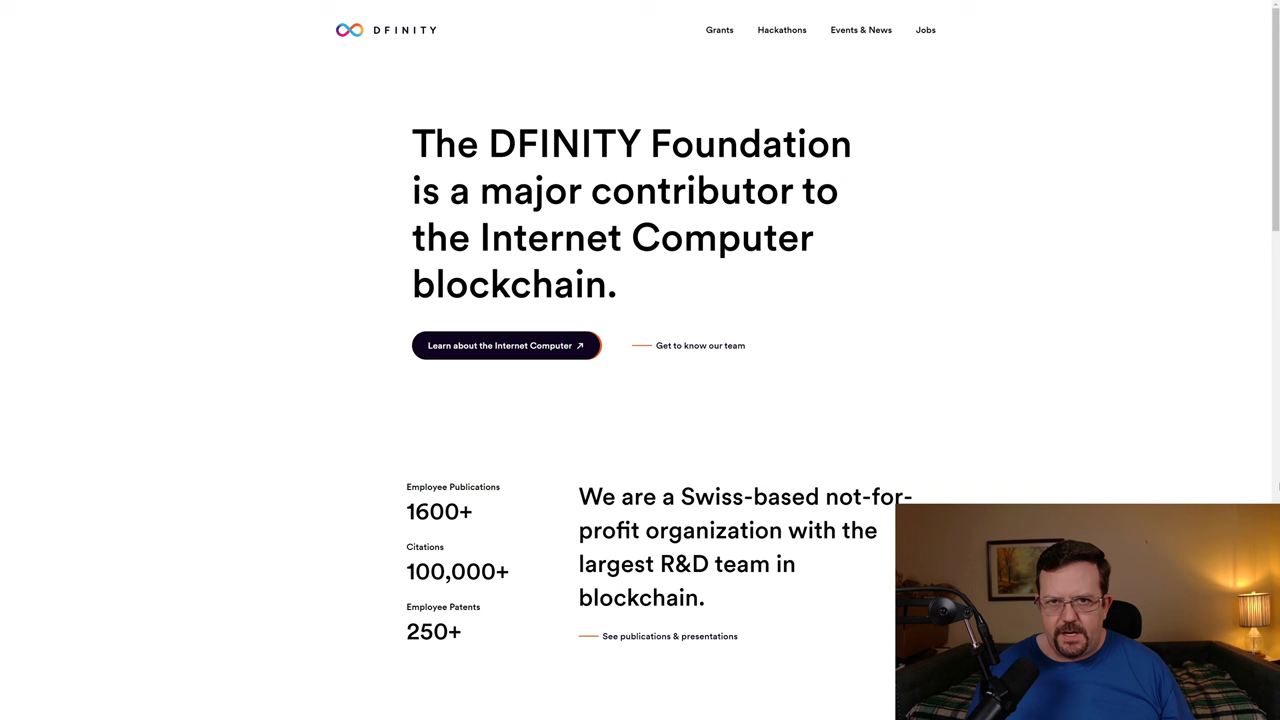 DFINITY
Grants
Hackathons
Events & News
Jobs
The DFINITY Foundation
is a major contributor to
the Internet Computer
blockchain.
Learn about the Internet Computer
Get to know our team
Employee Publications
1600+
Citations
100,000+
Employee Patents
250+
We are a Swiss-based not-for-
profit organization with the
largest R&D team in
blockchain.
See publications & presentations